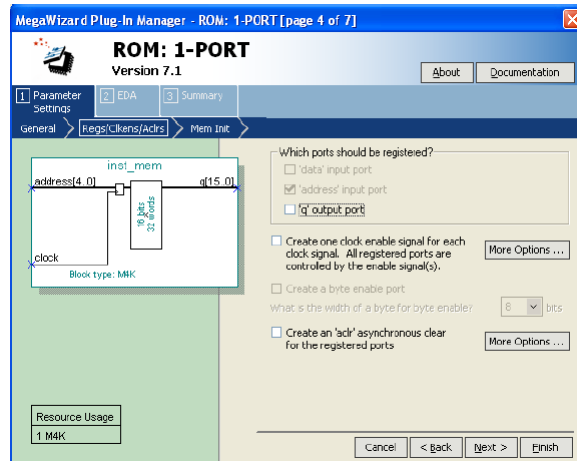 MegaWizard Plug-In Manager - ROM: 1-PORT [page 4 of 7]
ROM: 1-PORT
Version 7.1
About
Documentation
1 Parameter Settings
2 EDA
3 Summary
General
Regs/Clkens/Aclrs
Mem Init
inst_mem
address[4..0]
q[15..0]
16 bits
32 words
clock
Block type: M4K
Which ports should be registered?
'data' input port
'address' input port
'q' output port
Create one clock enable signal for each
clock signal. All registered ports are
controled by the enable signal(s).
More Options ...
Create a byte enable port
What is the width of a byte for byte enable?
8
bits
Create an 'aclr' asynchronous clear
for the registered ports
More Options ...
Resource Usage
1 M4K
Cancel
< Back
Next >
Finish